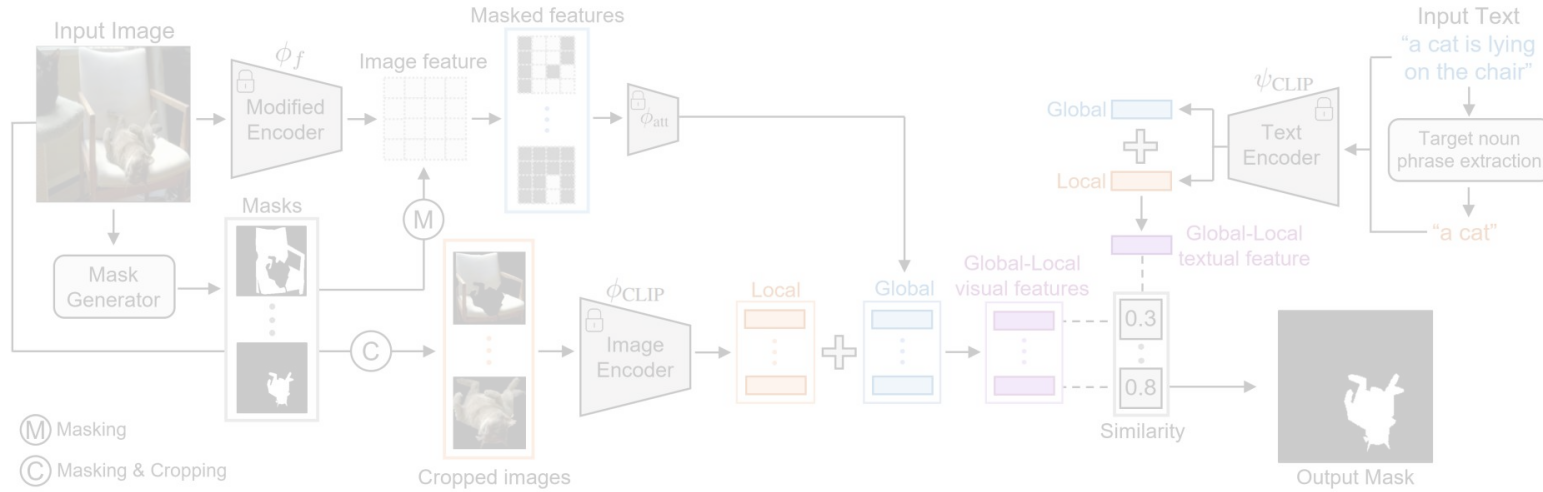 Input Image
ϕf
Modified
Encoder
Image feature
Masked features
ϕatt
Masks
M
Mask
Generator
C
Cropped images
ϕCLIP
Image
Encoder
Local
Global
Global-Local
visual features
Input Text
“a cat is lying
on the chair”
Target noun
phrase extraction
“a cat”
ψCLIP
Text
Encoder
Global
Local
Global-Local
textual feature
0.3
0.8
Similarity
Output Mask
M Masking
C Masking & Cropping